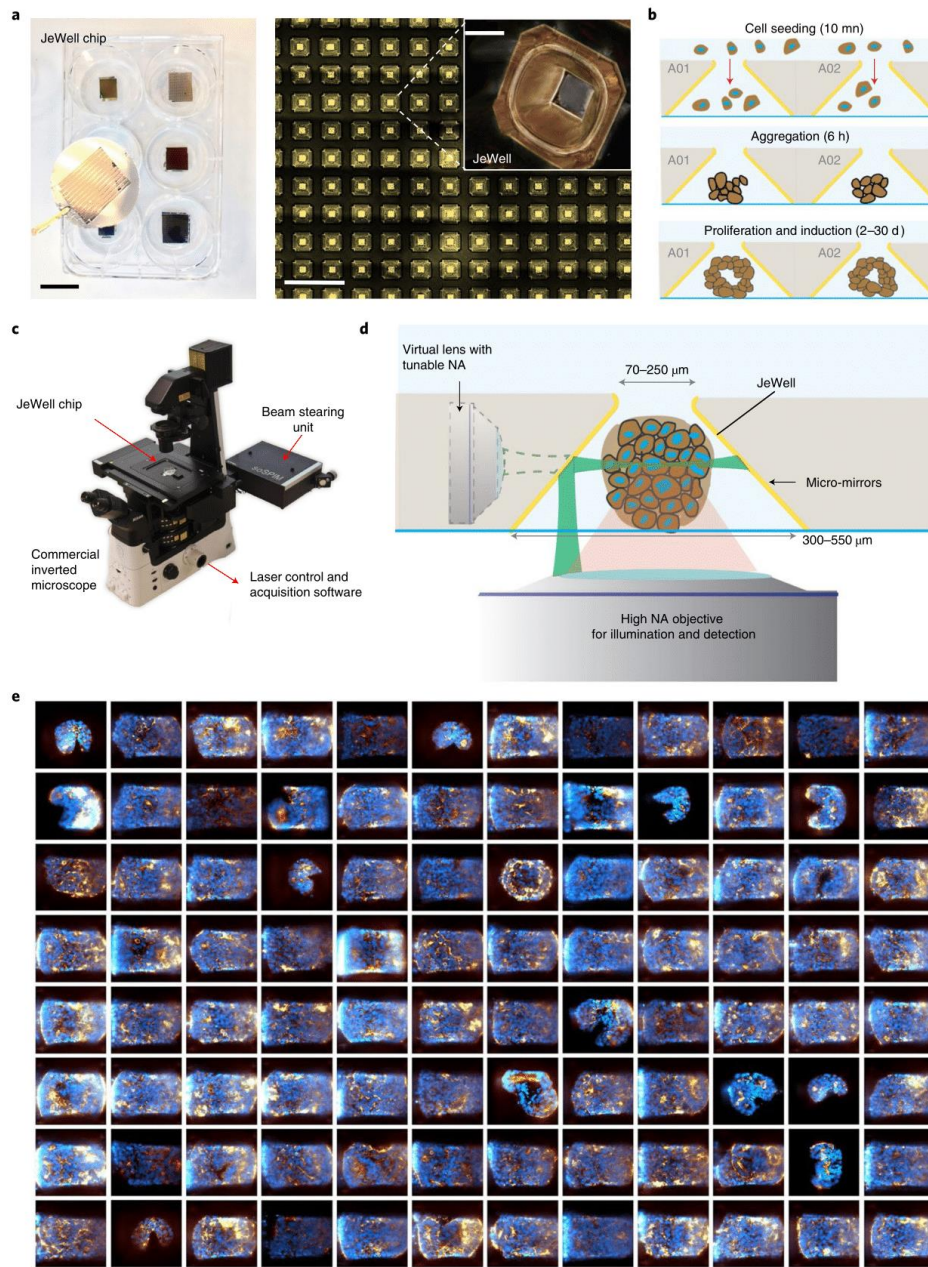 a
JeWell chip
JeWell
b
Cell seeding (10 mn)
A01
A02
Aggregation (6 h)
A01
A02
Proliferation and induction (2–30 d)
A01
A02
c
JeWell chip
Beam stearing
unit
soSPIM
Commercial
inverted
microscope
Laser control and
acquisition software
d
Virtual lens with
tunable NA
70–250 μm
JeWell
Micro-mirrors
300–550 μm
High NA objective
for illumination and detection
e